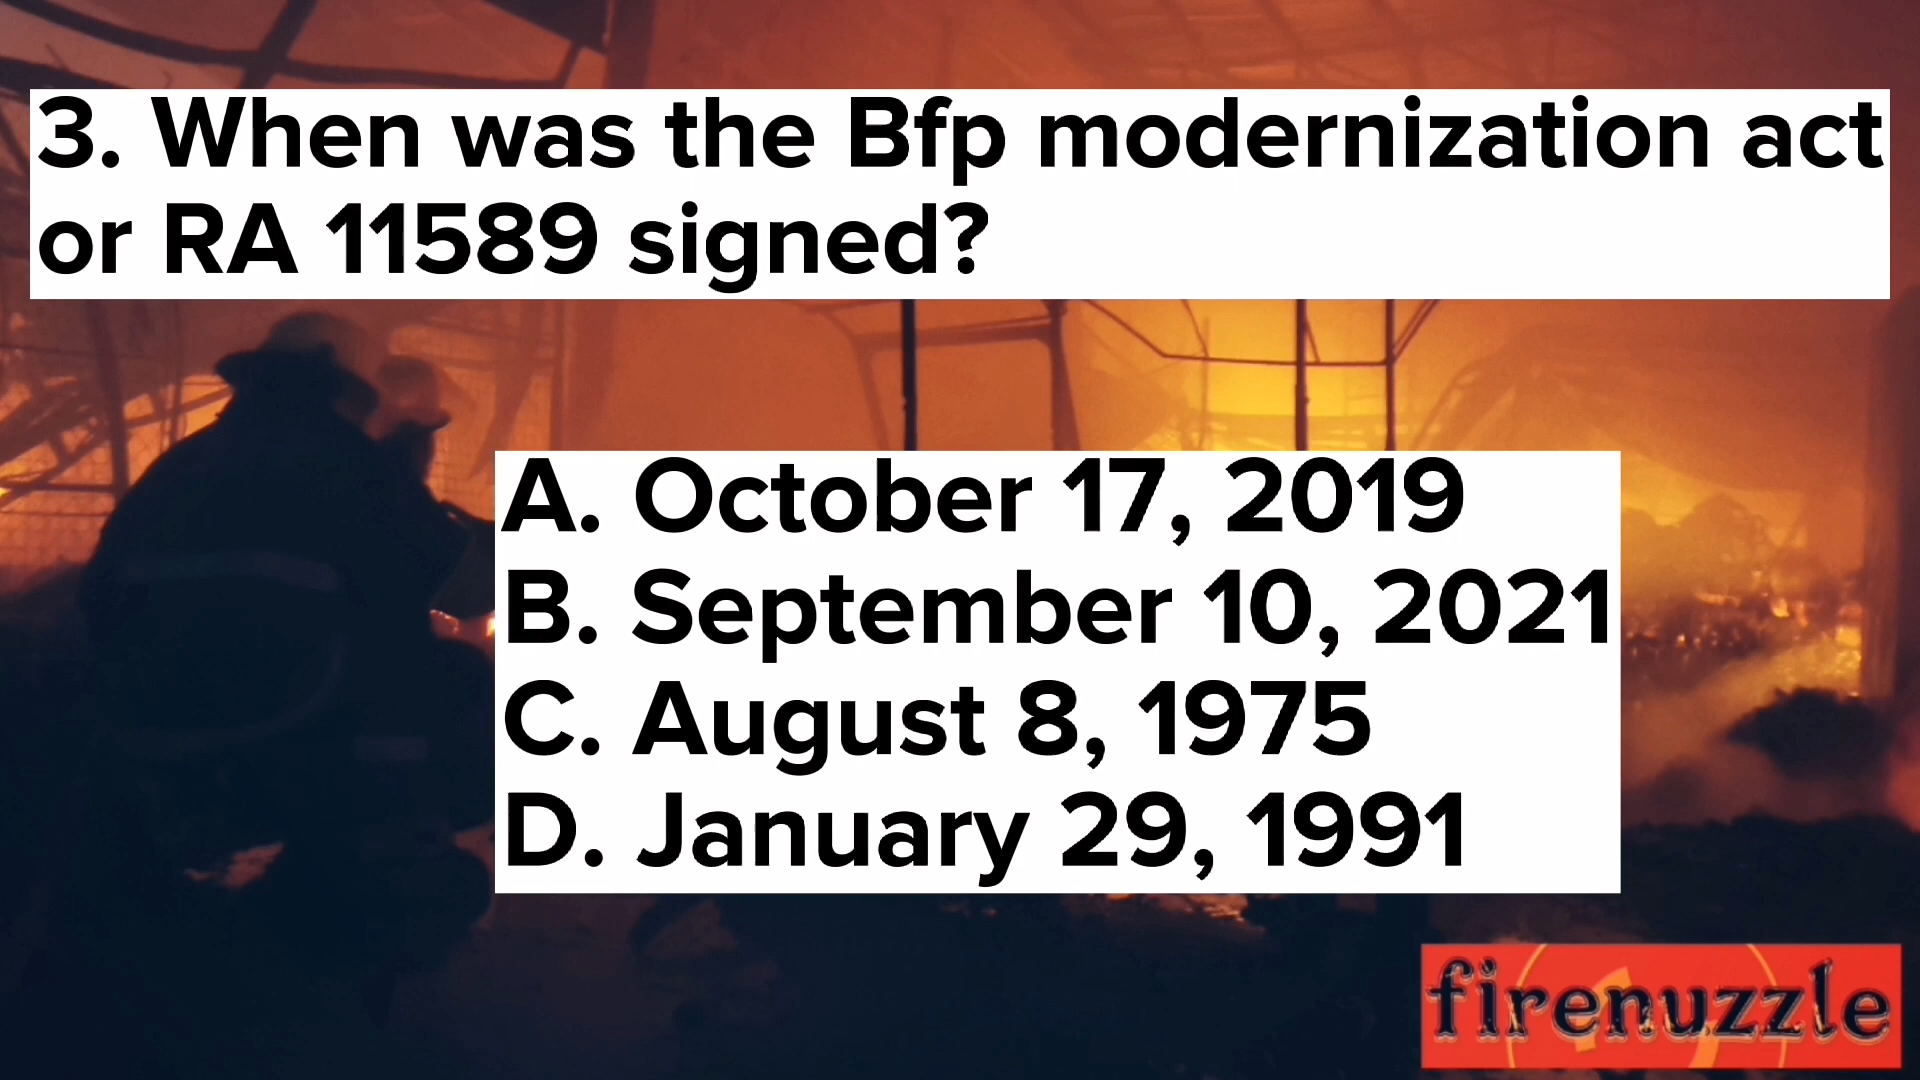 3. When was the Bfp modernization act
or RA 11589 signed?
A. October 17, 2019
B. September 10, 2021
C. August 8, 1975
D. January 29, 1991
firenuzzle